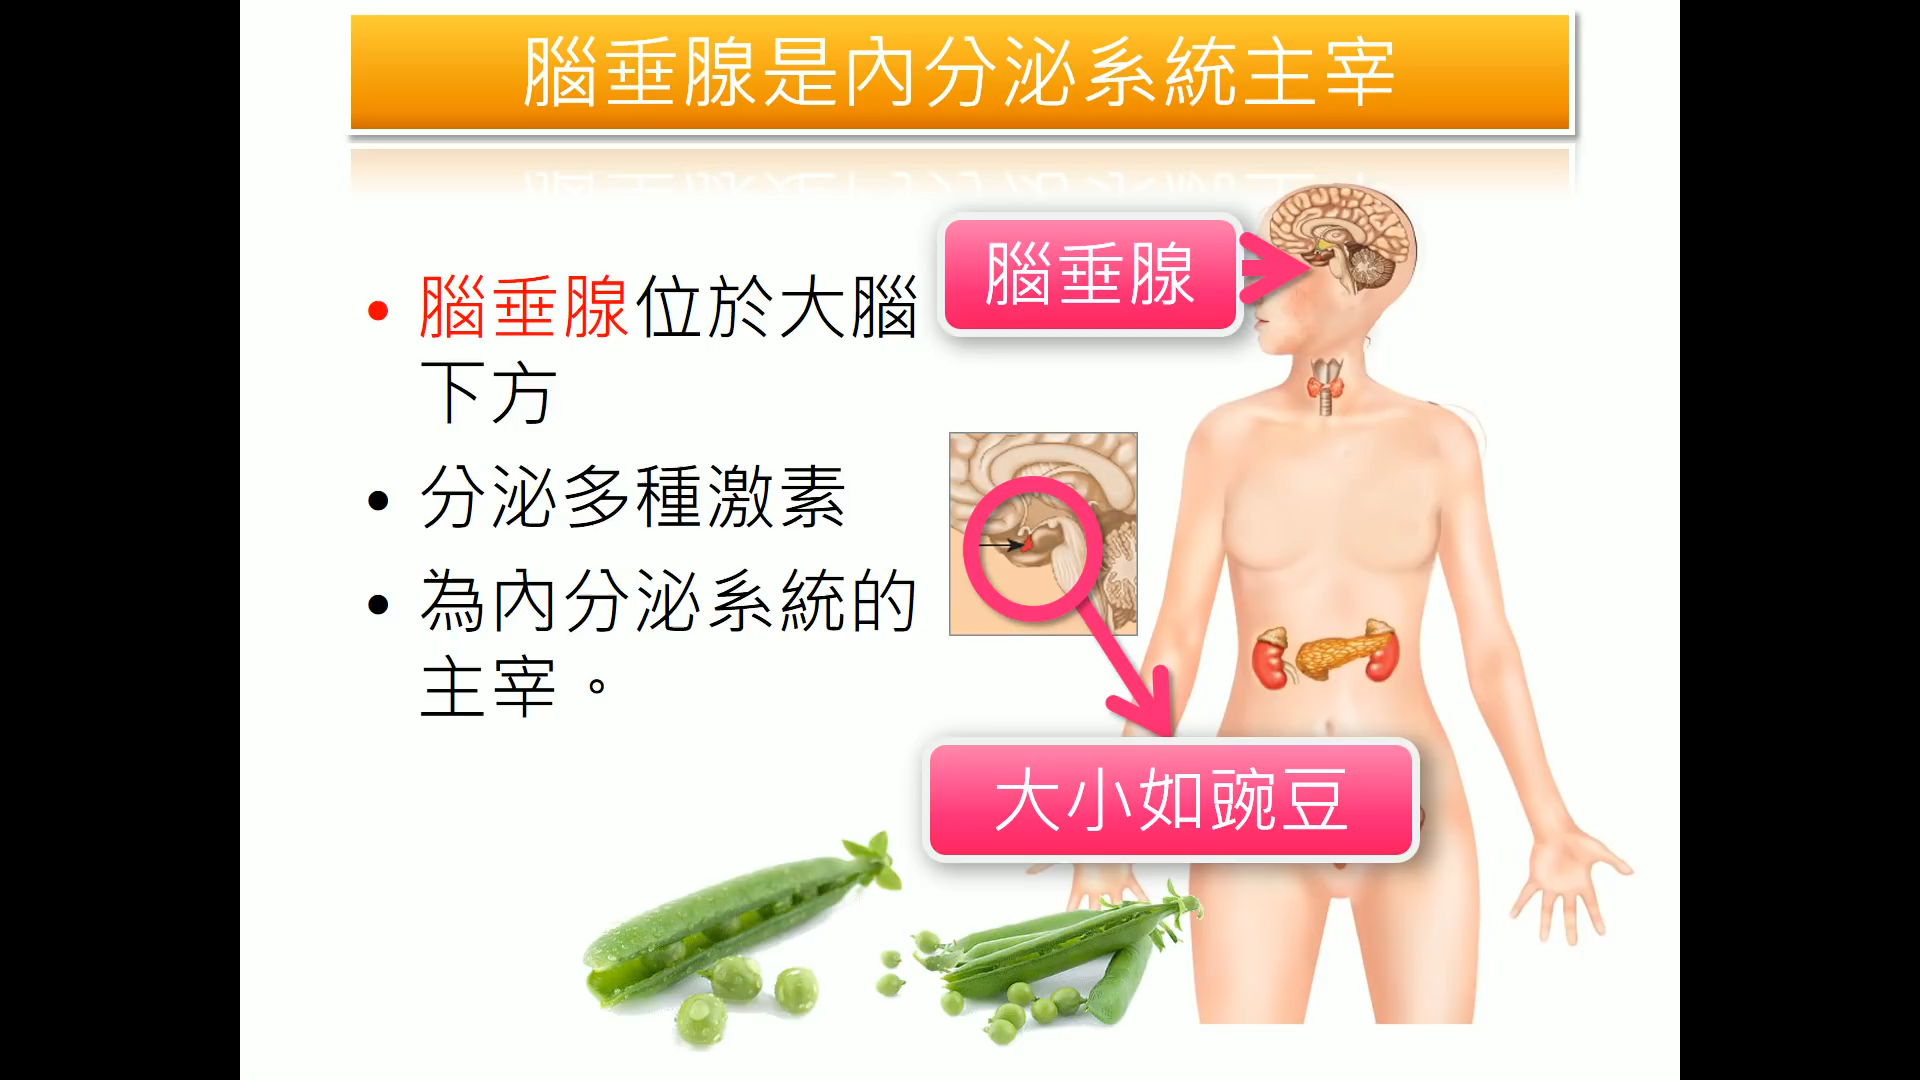 腦垂腺是內分泌系統主宰
腦垂腺
腦垂腺位於大腦
下方
分泌多種激素
為內分泌系統的
主宰。
大小如豌豆